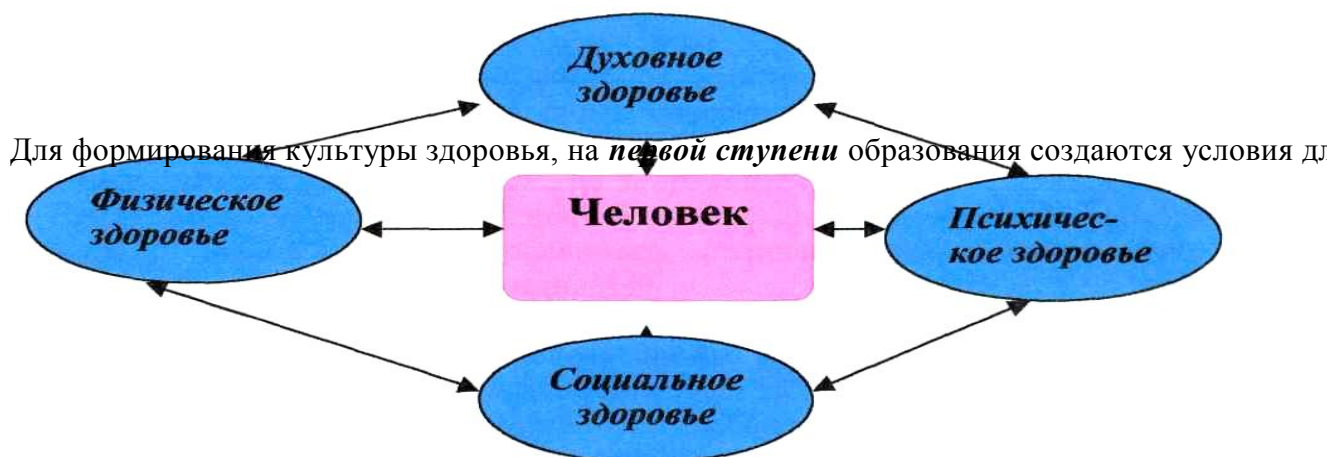 Духовное
здоровье
Для формирования культуры здоровья, на первой ступени образования создаются условия дл
Физическое
здоровье
Человек
Психичес-
кое здоровье
Социальное
здоровье